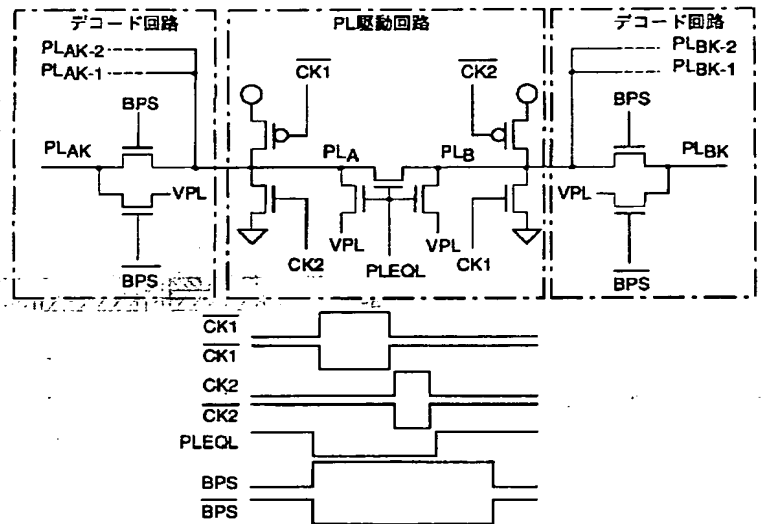 デコード回路
PL駆動回路
デコード回路
PLAK-2
PLAK-1
BPS
PLAK
VPL
BPS
CK1
CK2
PLA
PLB
VPL
VPL
CK2
PLEQL
CK1
PLBK-2
PLBK-1
BPS
PLBK
VPL
BPS
CK1
CK1
CK2
CK2
PLEQL
BPS
BPS